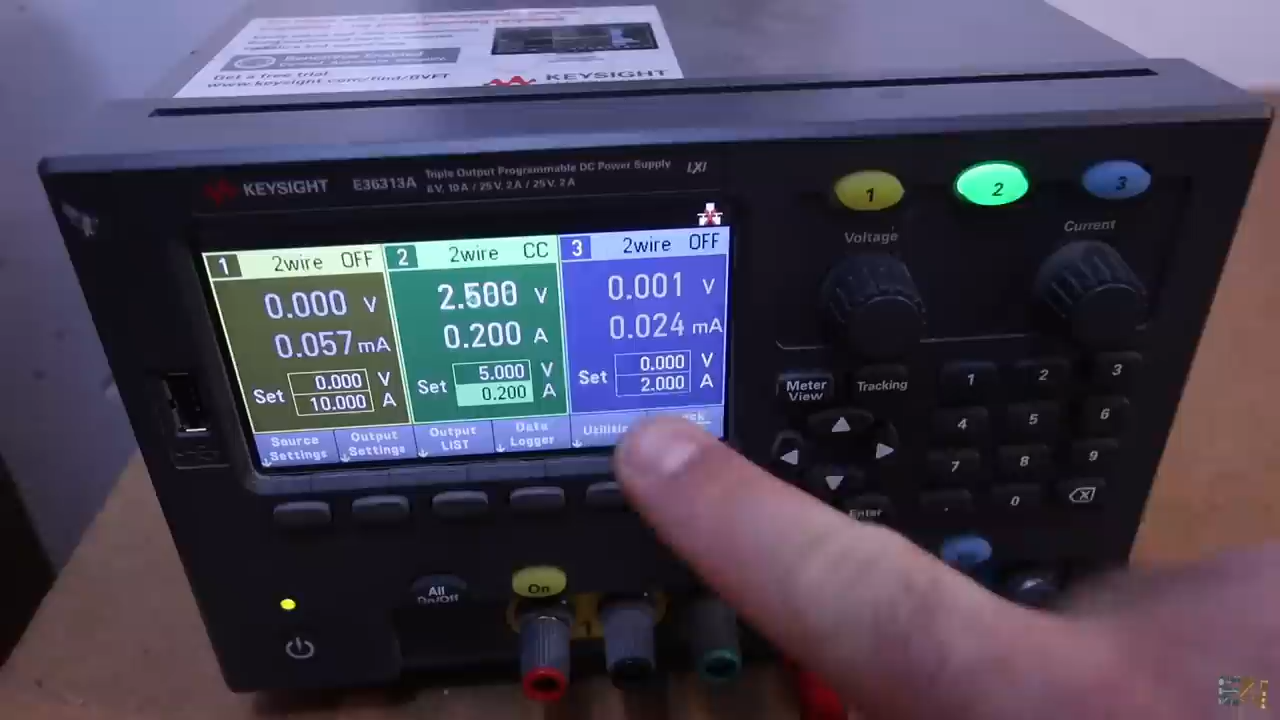 Get a free trial
www.keysight.com/find/BVFT
KEYSIGHT
KEYSIGHT E36313A Triple Output Programmable DC Power Supply LXI
6V, 10A / 25V, 2A / 25V, 2A
1 2wire OFF
0.000 V
0.057 mA
Set 0.000 V
10.000 A
2 2wire CC
2.500 V
0.200 A
Set 5.000 V
0.200 A
3 2wire OFF
0.001 V
0.024 mA
Set 0.000 V
2.000 A
Source Settings
Output Settings
Output LIST
Data Logger
1 2 3
Voltage Current
Meter View
Tracking
1 2 3
4 5 6
7 8 9
. 0
Enter
All On/Off
On
1